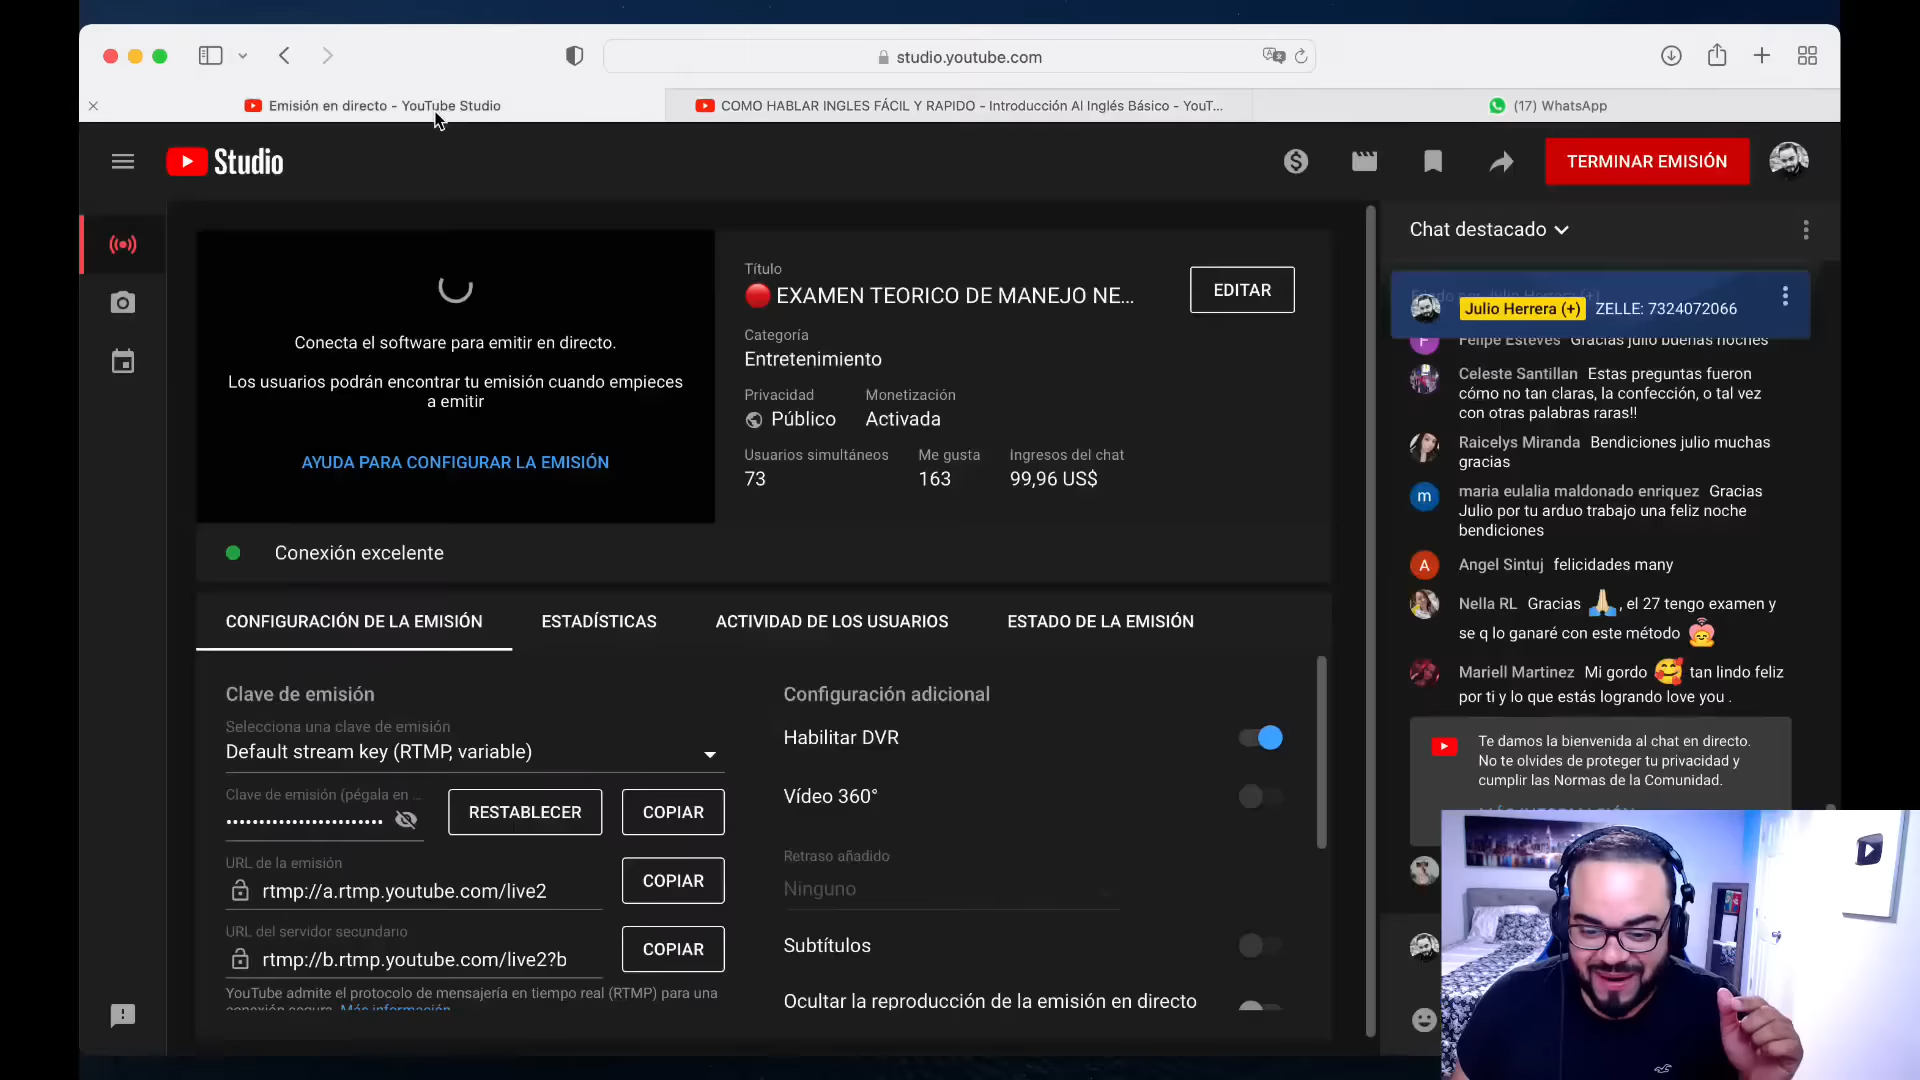 studio.youtube.com
Emisión en directo - YouTube Studio
COMO HABLAR INGLES FÁCIL Y RAPIDO - Introducción Al Inglés Básico - YouT...
(17) WhatsApp
Studio
TERMINAR EMISIÓN
Conecta el software para emitir en directo.
Los usuarios podrán encontrar tu emisión cuando empieces
a emitir
AYUDA PARA CONFIGURAR LA EMISIÓN
Título
EXAMEN TEORICO DE MANEJO NE...
EDITAR
Categoría
Entretenimiento
Privacidad
Monetización
Público
Activada
Usuarios simultáneos
Me gusta
Ingresos del chat
73
163
99,96 US$
Conexión excelente
CONFIGURACIÓN DE LA EMISIÓN
ESTADÍSTICAS
ACTIVIDAD DE LOS USUARIOS
ESTADO DE LA EMISIÓN
Clave de emisión
Selecciona una clave de emisión
Default stream key (RTMP, variable)
Clave de emisión (pégala en ...
RESTABLECER
COPIAR
URL de la emisión
rtmp://a.rtmp.youtube.com/live2
COPIAR
URL del servidor secundario
rtmp://b.rtmp.youtube.com/live2?b
COPIAR
YouTube admite el protocolo de mensajería en tiempo real (RTMP) para una
conexión segura. Más información
Configuración adicional
Habilitar DVR
Vídeo 360°
Retraso añadido
Ninguno
Subtítulos
Ocultar la reproducción de la emisión en directo
Chat destacado
Julio Herrera (+) ZELLE: 7324072066
Felipe Esteves Gracias julio buenas noches
Celeste Santillan Estas preguntas fueron
cómo no tan claras, la confección, o tal vez
con otras palabras raras!!
Raicelys Miranda Bendiciones julio muchas
gracias
m
maria eulalia maldonado enriquez Gracias
Julio por tu arduo trabajo una feliz noche
bendiciones
A
Angel Sintuj felicidades many
Nella RL Gracias 🙏🏼, el 27 tengo examen y
se q lo ganaré con este método
Mariell Martinez Mi gordo 🥰 tan lindo feliz
por ti y lo que estás logrando love you .
Te damos la bienvenida al chat en directo.
No te olvides de proteger tu privacidad y
cumplir las Normas de la Comunidad.